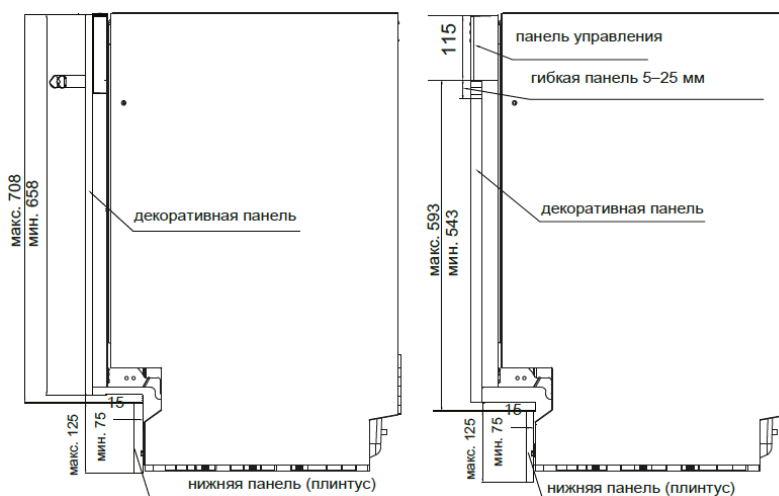 115
панель управления
гибкая панель 5–25 мм
макс. 708
мин. 658
декоративная панель
макс. 593
мин. 543
декоративная панель
15
макс. 125
мин. 75
нижняя панель (плинтус)
15
макс. 125
мин. 75
нижняя панель (плинтус)